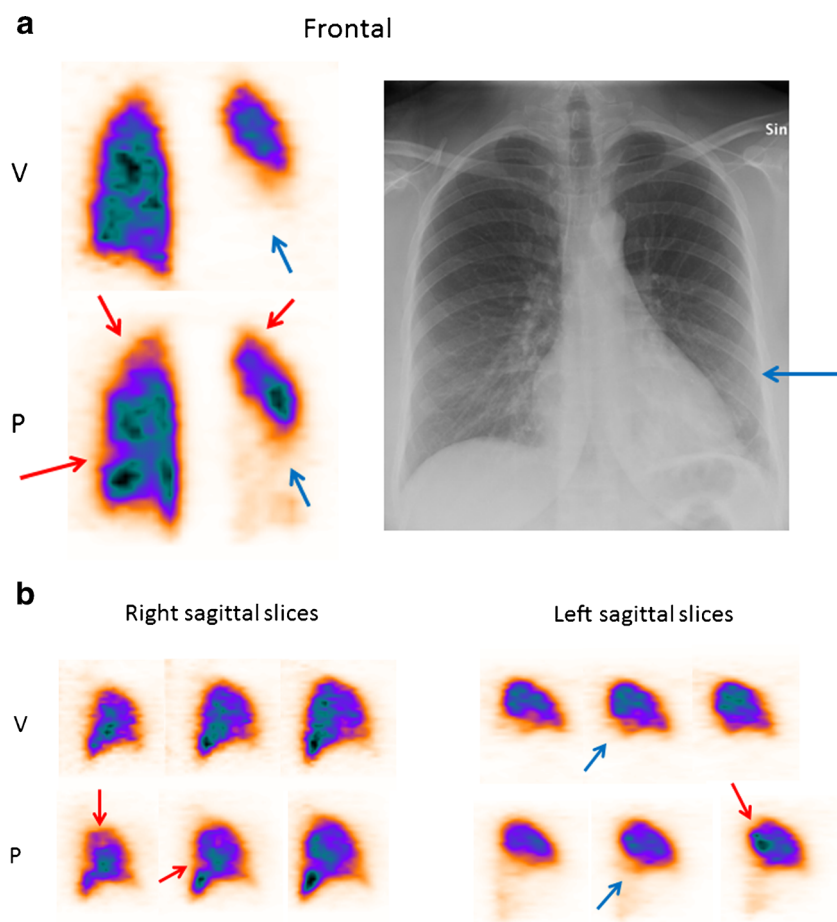 a
Frontal
V
Sin
P
b
Right sagittal slices
Left sagittal slices
V
P